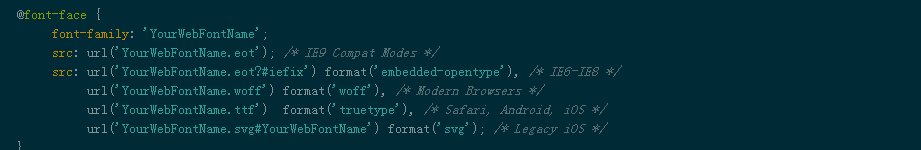 @font-face {
font-family: 'YourWebFontName';
src: url('YourWebFontName.eot'); /* IE9 Compat Modes */
src: url('YourWebFontName.eot?#iefix') format('embedded-opentype'), /* IE6-IE8 */
url('YourWebFontName.woff') format('woff'), /* Modern Browsers */
url('YourWebFontName.ttf')  format('truetype'), /* Safari, Android, iOS */
url('YourWebFontName.svg#YourWebFontName') format('svg'); /* Legacy iOS */
}